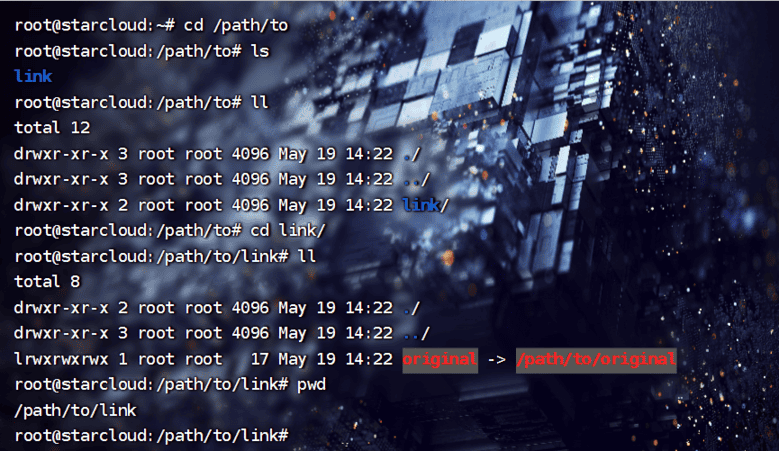 root@starcloud:~# cd /path/to
root@starcloud:/path/to# ls
link
root@starcloud:/path/to# ll
total 12
drwxr-xr-x 3 root root 4096 May 19 14:22 ./
drwxr-xr-x 3 root root 4096 May 19 14:22 ../
drwxr-xr-x 2 root root 4096 May 19 14:22 link/
root@starcloud:/path/to# cd link/
root@starcloud:/path/to/link# ll
total 8
drwxr-xr-x 2 root root 4096 May 19 14:22 ./
drwxr-xr-x 3 root root 4096 May 19 14:22 ../
lrwxrwxrwx 1 root root   17 May 19 14:22 original -> /path/to/original
root@starcloud:/path/to/link# pwd
/path/to/link
root@starcloud:/path/to/link#